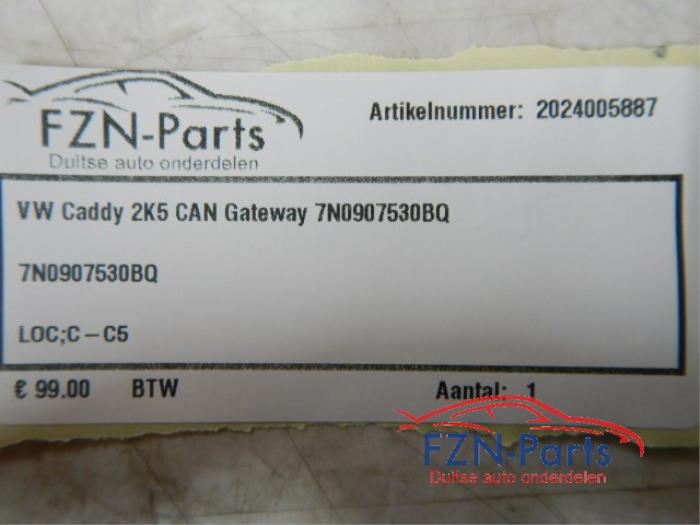 FZN-Parts
Duitse auto onderdelen
Artikelnummer: 2024005887
VW Caddy 2K5 CAN Gateway 7N0907530BQ
7N0907530BQ
LOC;C-C5
€ 99.00 BTW Aantal: 1
FZN-Parts
Duitse auto onderdelen